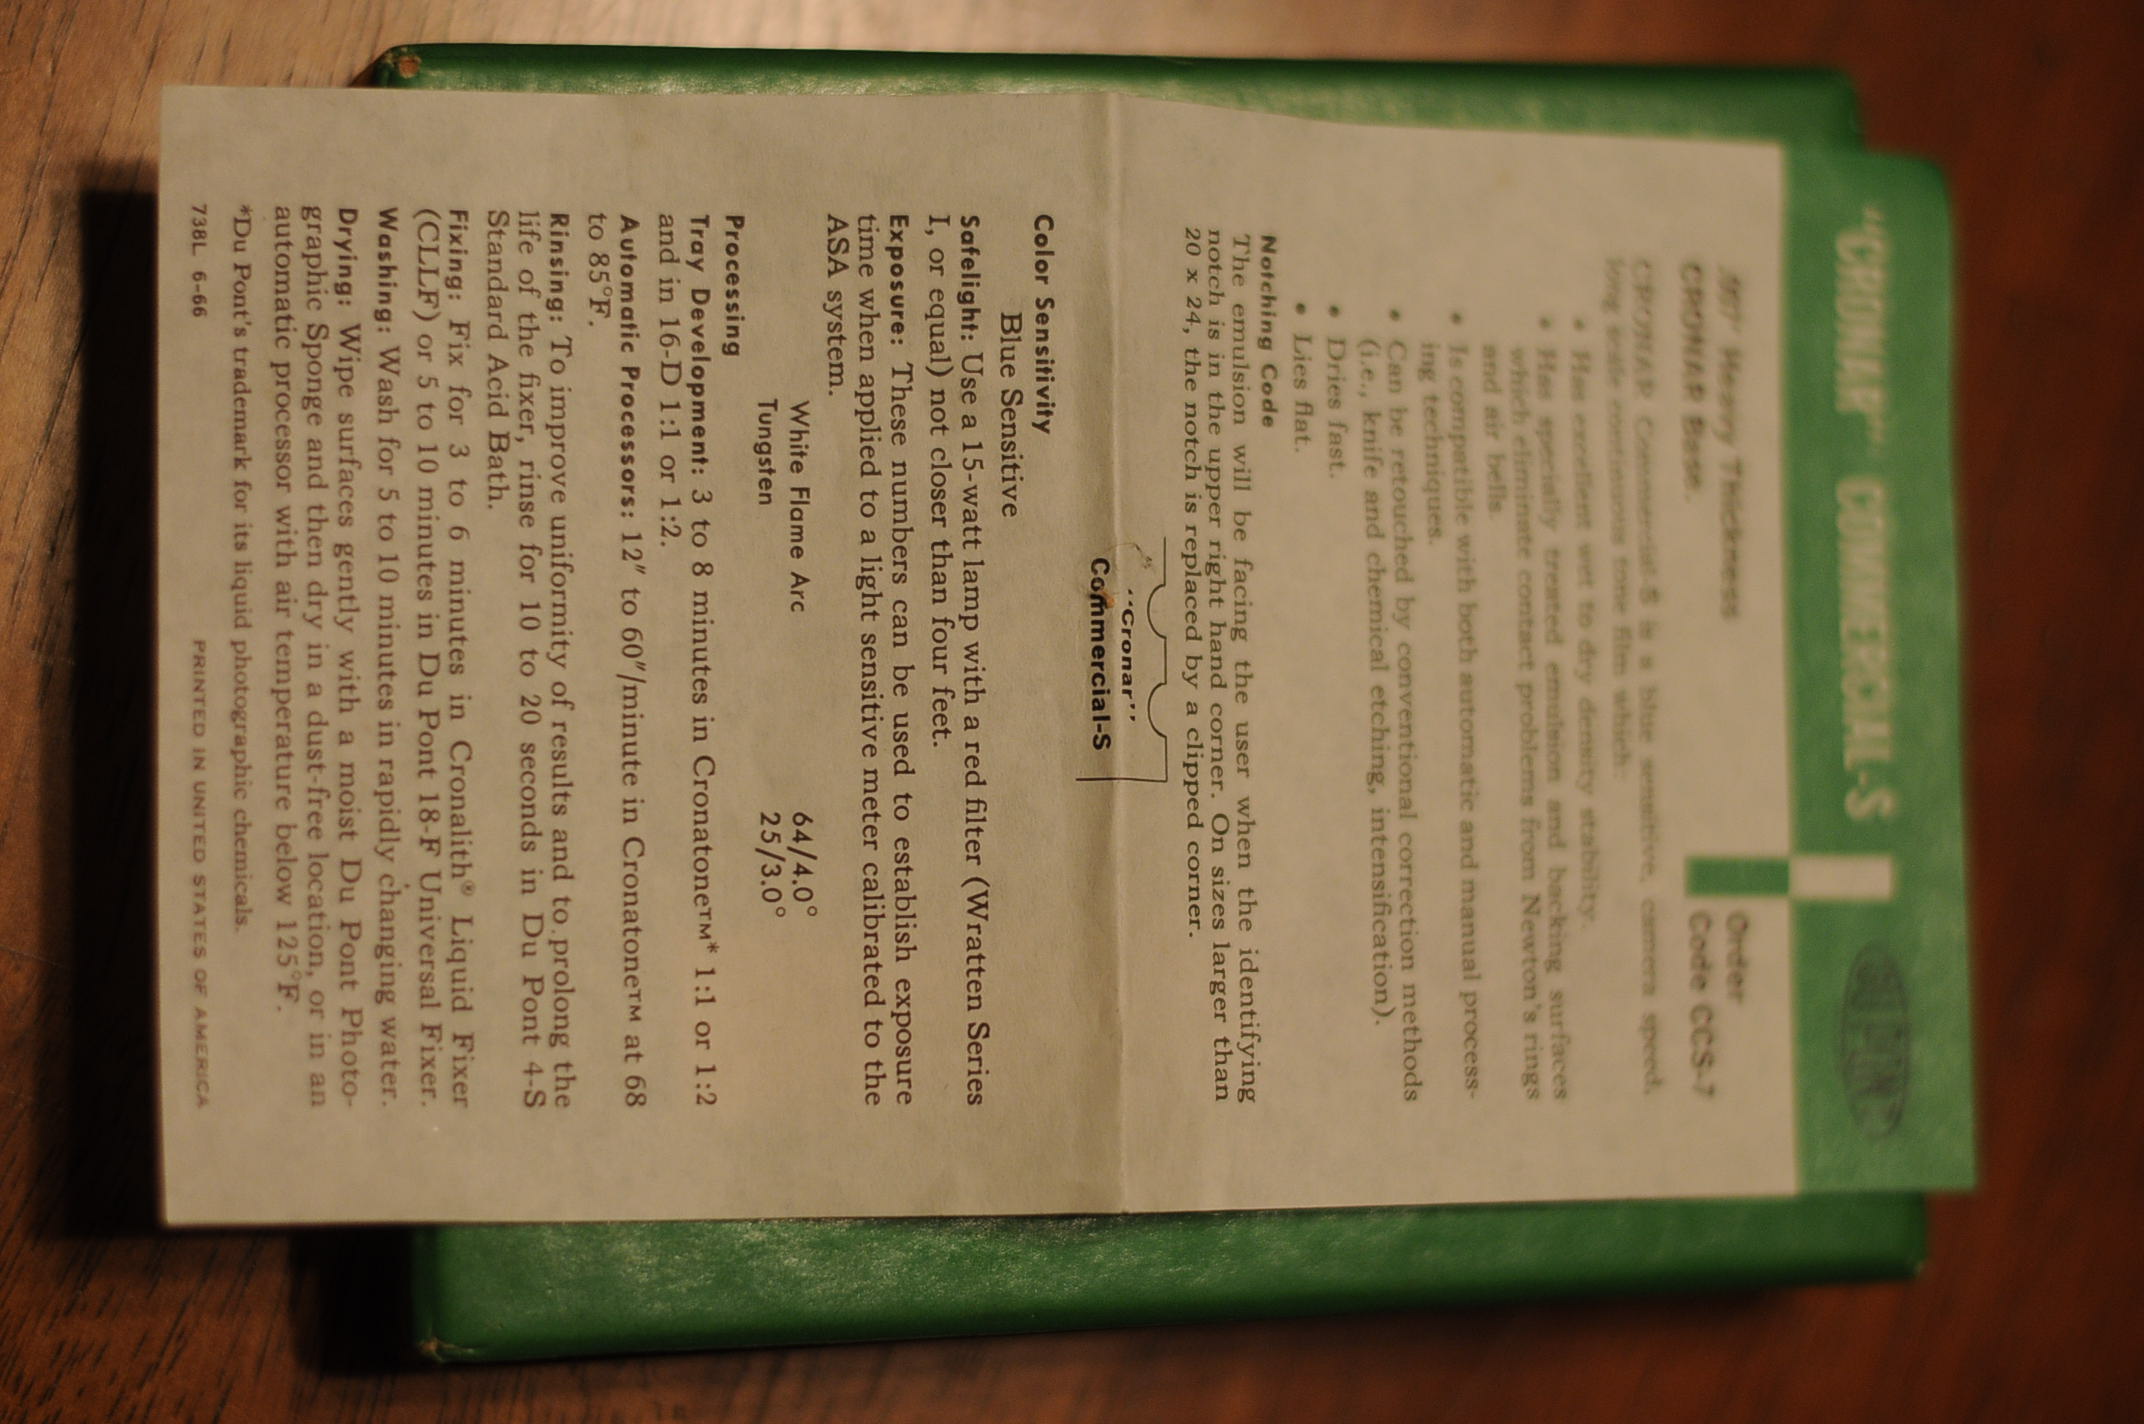 "CRONAR" COMMERCIAL-S
.007" Heavy Thickness
CRONAR Base.
Order
Code CCS-7
CRONAR Commercial-S is a blue sensitive, camera speed,
long scale continuous tone film which:
• Has excellent wet to dry density stability.
• Has specially treated emulsion and backing surfaces
which eliminate contact problems from Newton's rings
and air bells.
• Is compatible with both automatic and manual process-
ing techniques.
• Can be retouched by conventional correction methods
(i.e., knife and chemical etching, intensification).
• Dries fast.
• Lies flat.
Notching Code
The emulsion will be facing the user when the identifying
notch is in the upper right hand corner. On sizes larger than
20 x 24, the notch is replaced by a clipped corner.
"Cronar"
Commercial-S
Color Sensitivity
Blue Sensitive
Safelight: Use a 15-watt lamp with a red filter (Wratten Series
I, or equal) not closer than four feet.
Exposure: These numbers can be used to establish exposure
time when applied to a light sensitive meter calibrated to the
ASA system.
White Flame Arc 64/4.0°
Tungsten 25/3.0°
Processing
Tray Development: 3 to 8 minutes in Cronatone™* 1:1 or 1:2
and in 16-D 1:1 or 1:2.
Automatic Processors: 12" to 60"/minute in Cronatone™ at 68
to 85°F.
Rinsing: To improve uniformity of results and to prolong the
life of the fixer, rinse for 10 to 20 seconds in Du Pont 4-S
Standard Acid Bath.
Fixing: Fix for 3 to 6 minutes in Cronalith® Liquid Fixer
(CLLF) or 5 to 10 minutes in Du Pont 18-F Universal Fixer.
Washing: Wash for 5 to 10 minutes in rapidly changing water.
Drying: Wipe surfaces gently with a moist Du Pont Photo-
graphic Sponge and then dry in a dust-free location, or in an
automatic processor with air temperature below 125°F.
*Du Pont's trademark for its liquid photographic chemicals.
738L 6-66 PRINTED IN UNITED STATES OF AMERICA